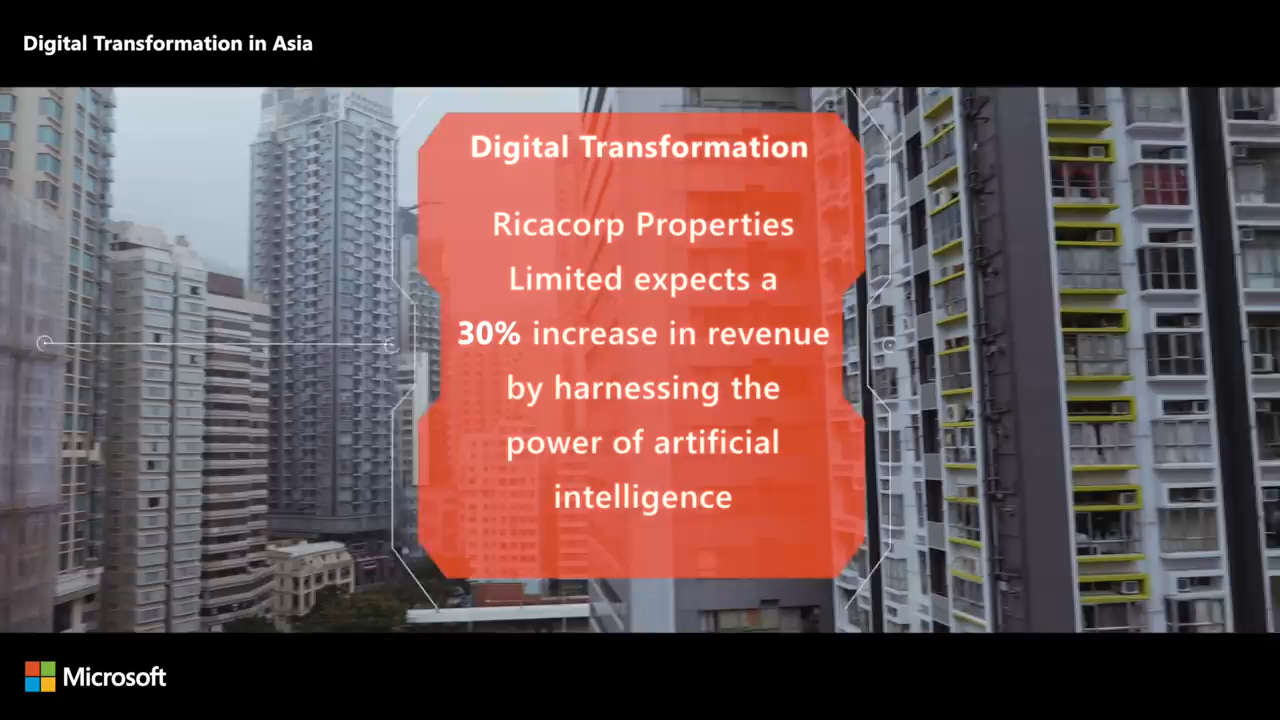 Digital Transformation in Asia
Digital Transformation
Ricacorp Properties
Limited expects a
30% increase in revenue
by harnessing the
power of artificial
intelligence
Microsoft